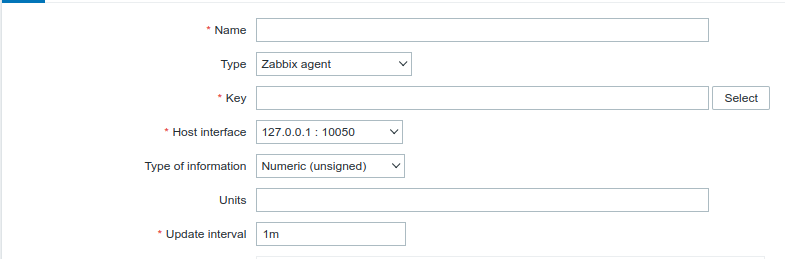 * Name
Type Zabbix agent
* Key Select
* Host interface 127.0.0.1 : 10050
Type of information Numeric (unsigned)
Units
* Update interval 1m